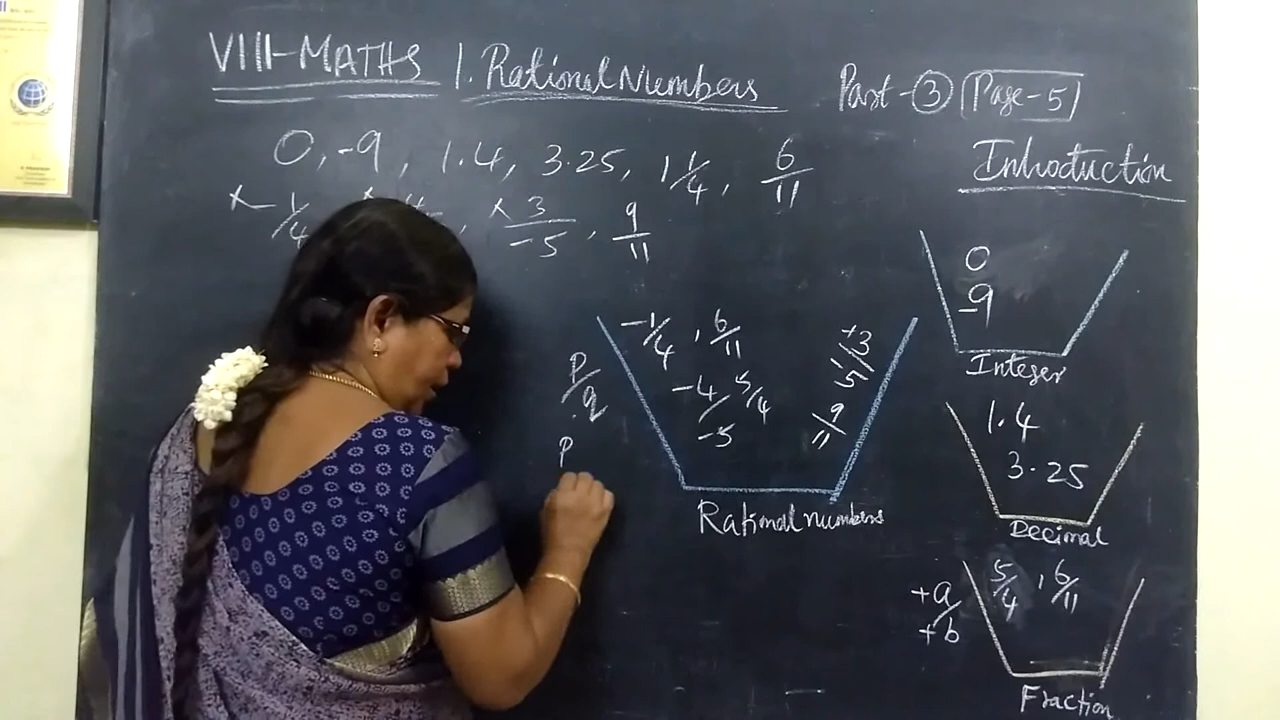 VIII-MATHS 1. Rational Numbers Part-③ Page-5
0, -9, 1.4, 3.25, 1 1/4, 6/11
Introduction
-1/4 , 3/-5, 9/11
0
-9
Integer
-1/4, 6/11 +3/5
p/q -4/-5 5/4 9/11
p
Rational numbers
1.4
3.25
Decimal
+a/+b 5/4, 6/11
Fraction